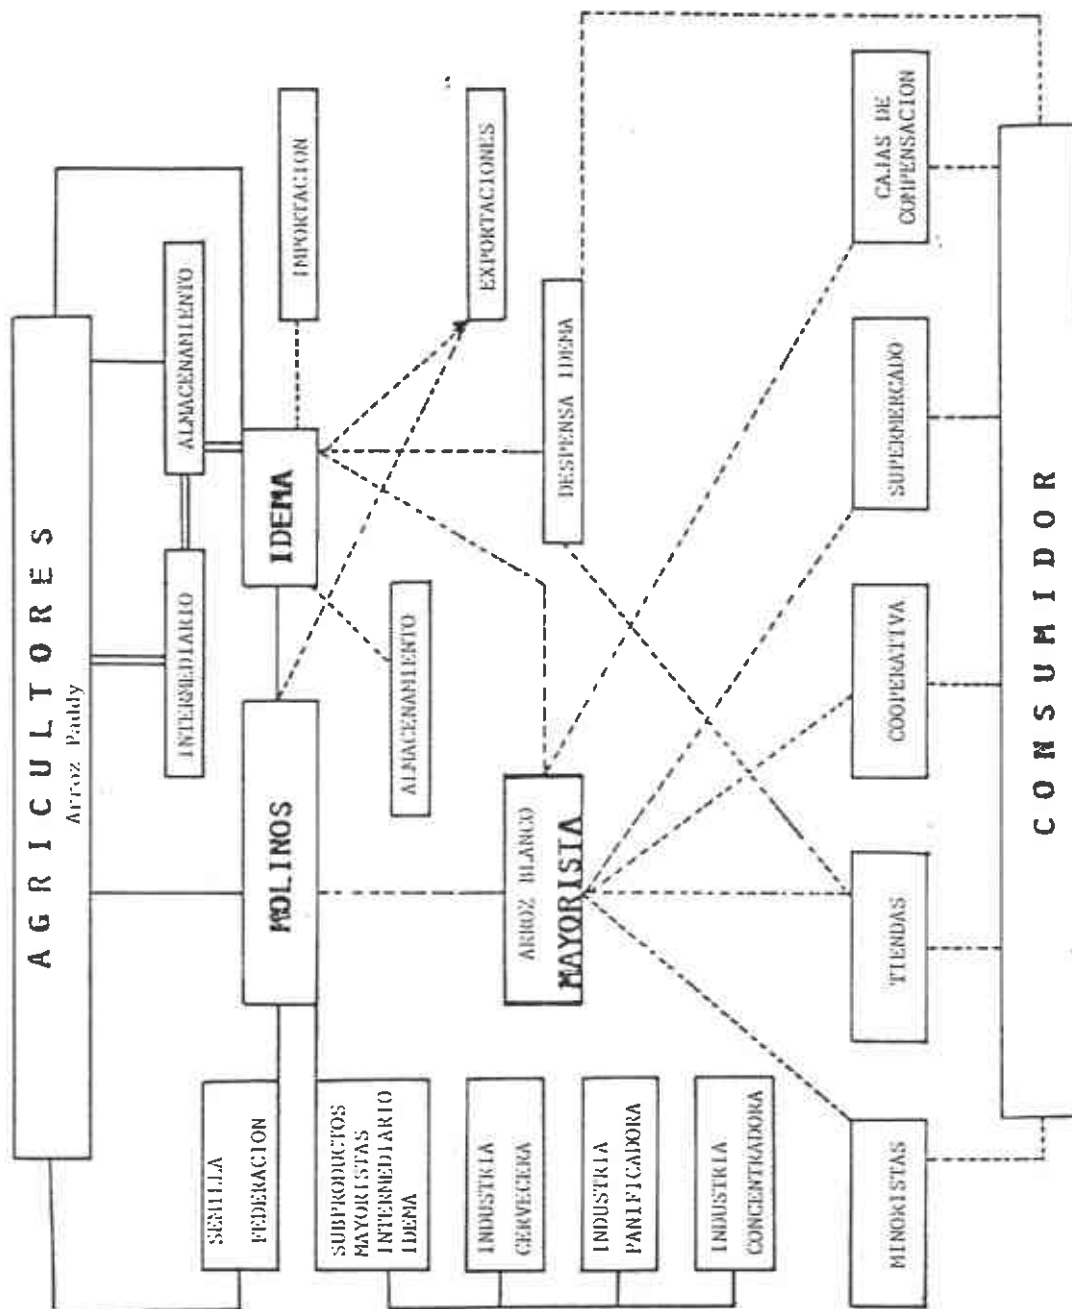 AGRICULTORES
Arroz Paddy
INTERMEDIARIO
ALMACENAMIENTO
SEMILLA
FEDERACION
MOLINOS
IDEMA
IMPORTACION
SUBPRODUCTOS
MAYORISTAS
INTERMEDIARIO
IDEMA
ALMACENAMIENTO
EXPORTACIONES
INDUSTRIA
CERVECERA
ARROZ BLANCO
MAYORISTA
DESPENSA IDEMA
INDUSTRIA
PANIFICADORA
INDUSTRIA
CONCENTRADORA
MINORISTAS
TIENDAS
COOPERATIVA
SUPERMERCADO
CAJAS DE
COMPENSACION
CONSUMIDOR